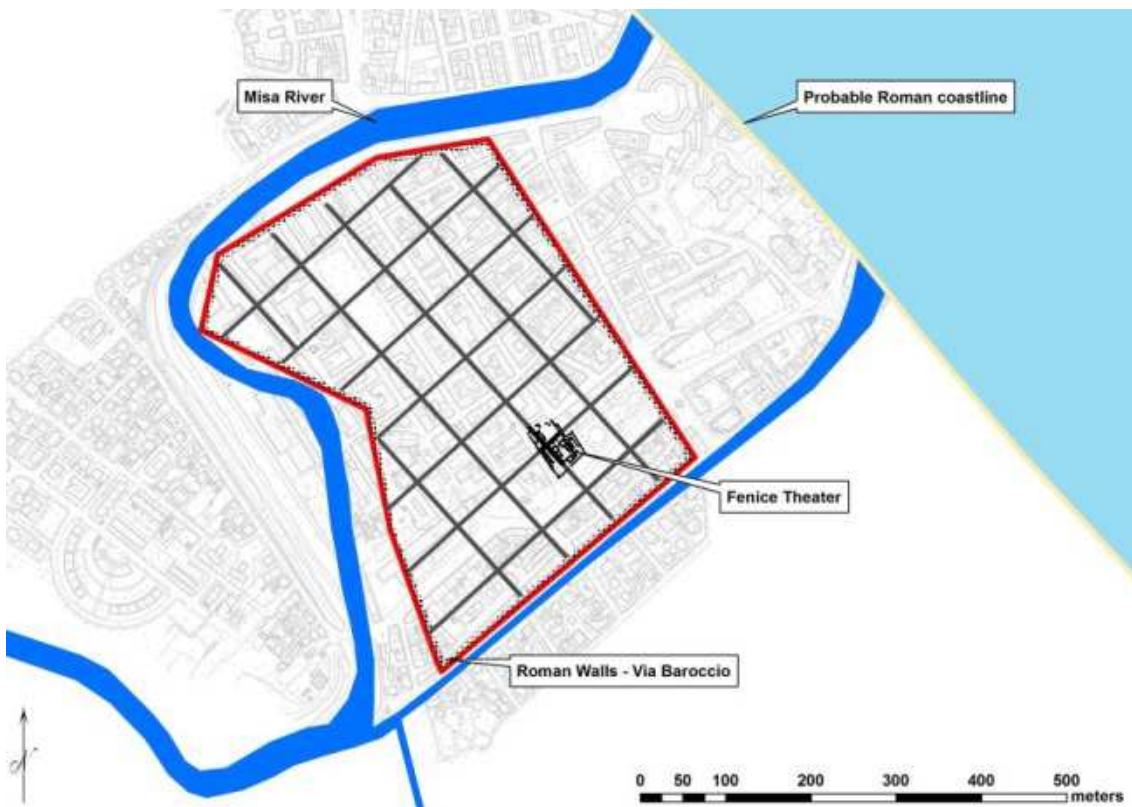 Misa River
Probable Roman coastline
Fenice Theater
Roman Walls - Via Baroccio
N
0 50 100 200 300 400 500
meters